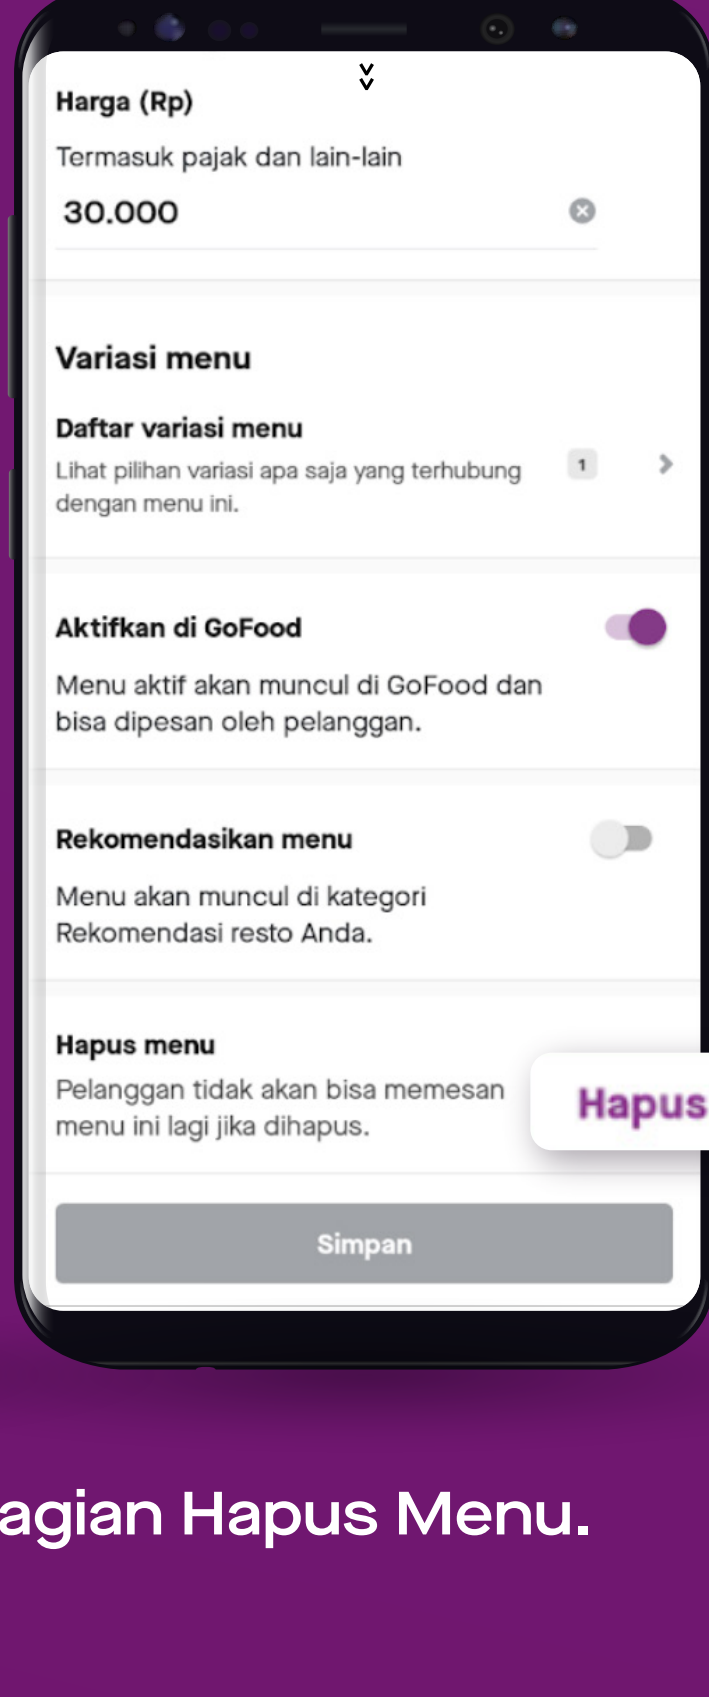 Harga (Rp)
Termasuk pajak dan lain-lain
30.000
Variasi menu
Daftar variasi menu
Lihat pilihan variasi apa saja yang terhubung
dengan menu ini.
1
Aktifkan di GoFood
Menu aktif akan muncul di GoFood dan
bisa dipesan oleh pelanggan.
Rekomendasikan menu
Menu akan muncul di kategori
Rekomendasi resto Anda.
Hapus menu
Pelanggan tidak akan bisa memesan
menu ini lagi jika dihapus.
Hapus
Simpan
agian Hapus Menu.